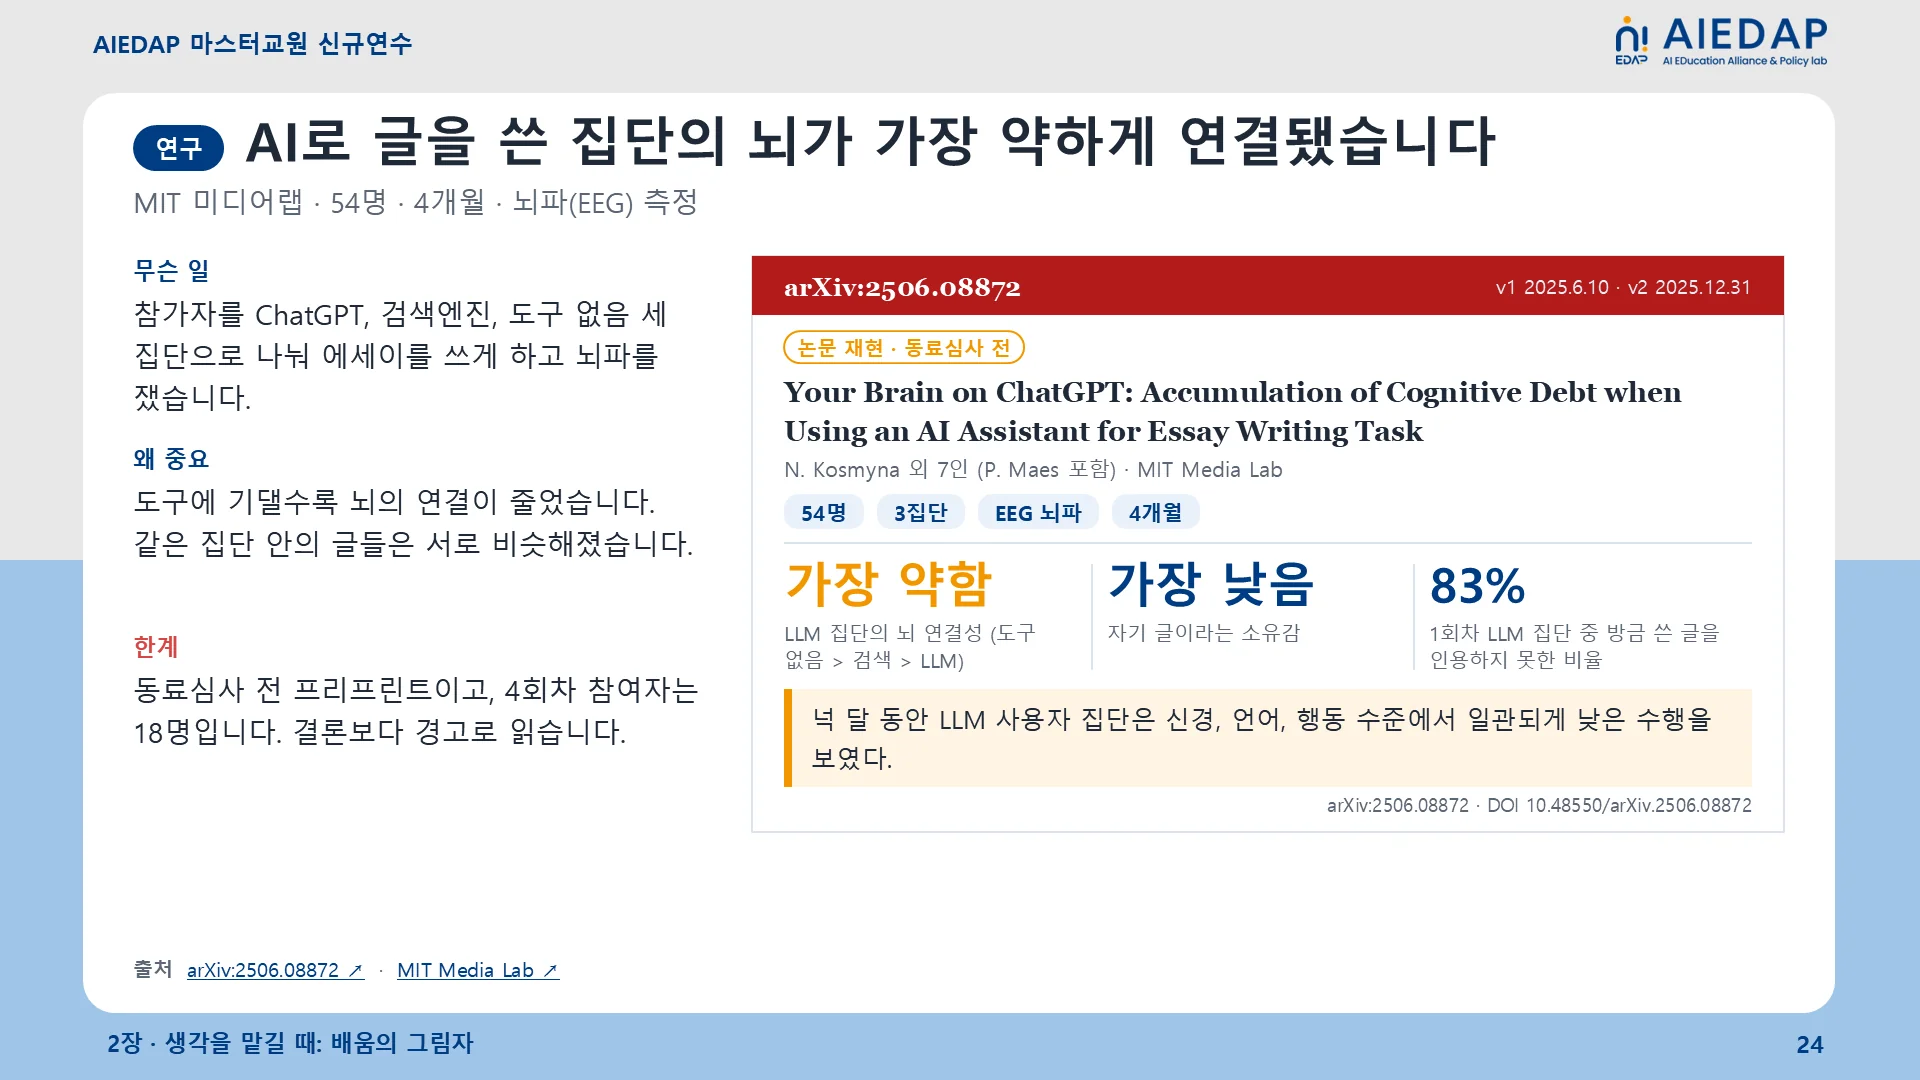 AIEDAP 마스터교원 신규연수
AIEDAP
EDAP
AI EDucation Alliance & Policy lab
연구
AI로 글을 쓴 집단의 뇌가 가장 약하게 연결됐습니다
MIT 미디어랩 · 54명 · 4개월 · 뇌파(EEG) 측정
무슨 일
참가자를 ChatGPT, 검색엔진, 도구 없음 세
집단으로 나눠 에세이를 쓰게 하고 뇌파를
쟀습니다.
왜 중요
도구에 기댈수록 뇌의 연결이 줄었습니다.
같은 집단 안의 글들은 서로 비슷해졌습니다.
한계
동료심사 전 프리프린트이고, 4회차 참여자는
18명입니다. 결론보다 경고로 읽습니다.
arXiv:2506.08872
v1 2025.6.10 · v2 2025.12.31
논문 재현 · 동료심사 전
Your Brain on ChatGPT: Accumulation of Cognitive Debt when
Using an AI Assistant for Essay Writing Task
N. Kosmyna 외 7인 (P. Maes 포함) · MIT Media Lab
54명
3집단
EEG 뇌파
4개월
가장 약함
LLM 집단의 뇌 연결성 (도구
없음 > 검색 > LLM)
가장 낮음
자기 글이라는 소유감
83%
1회차 LLM 집단 중 방금 쓴 글을
인용하지 못한 비율
넉 달 동안 LLM 사용자 집단은 신경, 언어, 행동 수준에서 일관되게 낮은 수행을
보였다.
arXiv:2506.08872 · DOI 10.48550/arXiv.2506.08872
출처 arXiv:2506.08872 ↗ · MIT Media Lab ↗
2장 · 생각을 맡길 때: 배움의 그림자
24